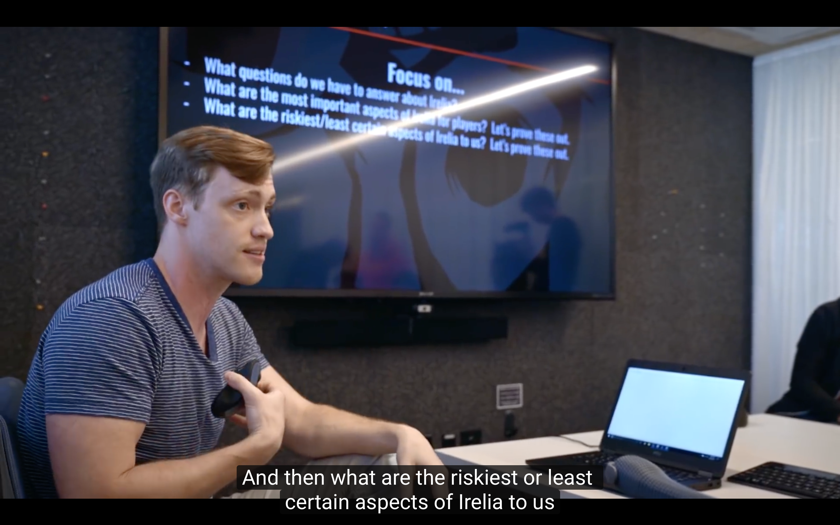 Focus on...
- What questions do we have to answer about Irelia?
- What are the most important aspects of Irelia for players? Let's prove these out.
- What are the riskiest/least certain aspects of Irelia to us? Let's prove these out.
And then what are the riskiest or least
certain aspects of Irelia to us